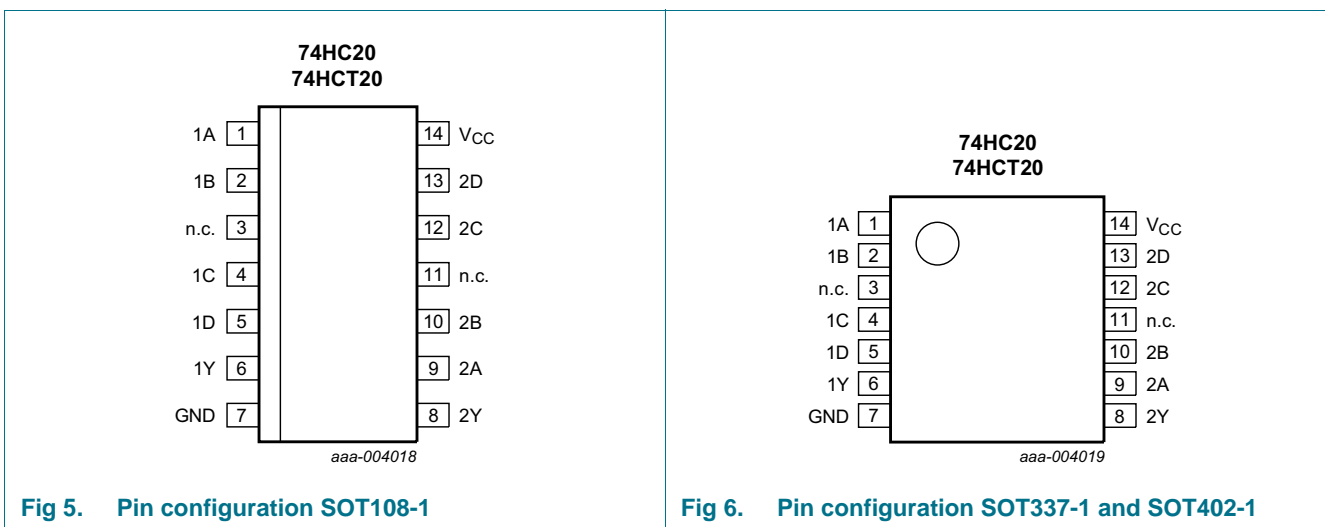 74HC20
74HCT20
1A 1 14 VCC
1B 2 13 2D
n.c. 3 12 2C
1C 4 11 n.c.
1D 5 10 2B
1Y 6 9 2A
GND 7 8 2Y
aaa-004018
Fig 5. Pin configuration SOT108-1
74HC20
74HCT20
1A 1 14 VCC
1B 2 13 2D
n.c. 3 12 2C
1C 4 11 n.c.
1D 5 10 2B
1Y 6 9 2A
GND 7 8 2Y
aaa-004019
Fig 6. Pin configuration SOT337-1 and SOT402-1